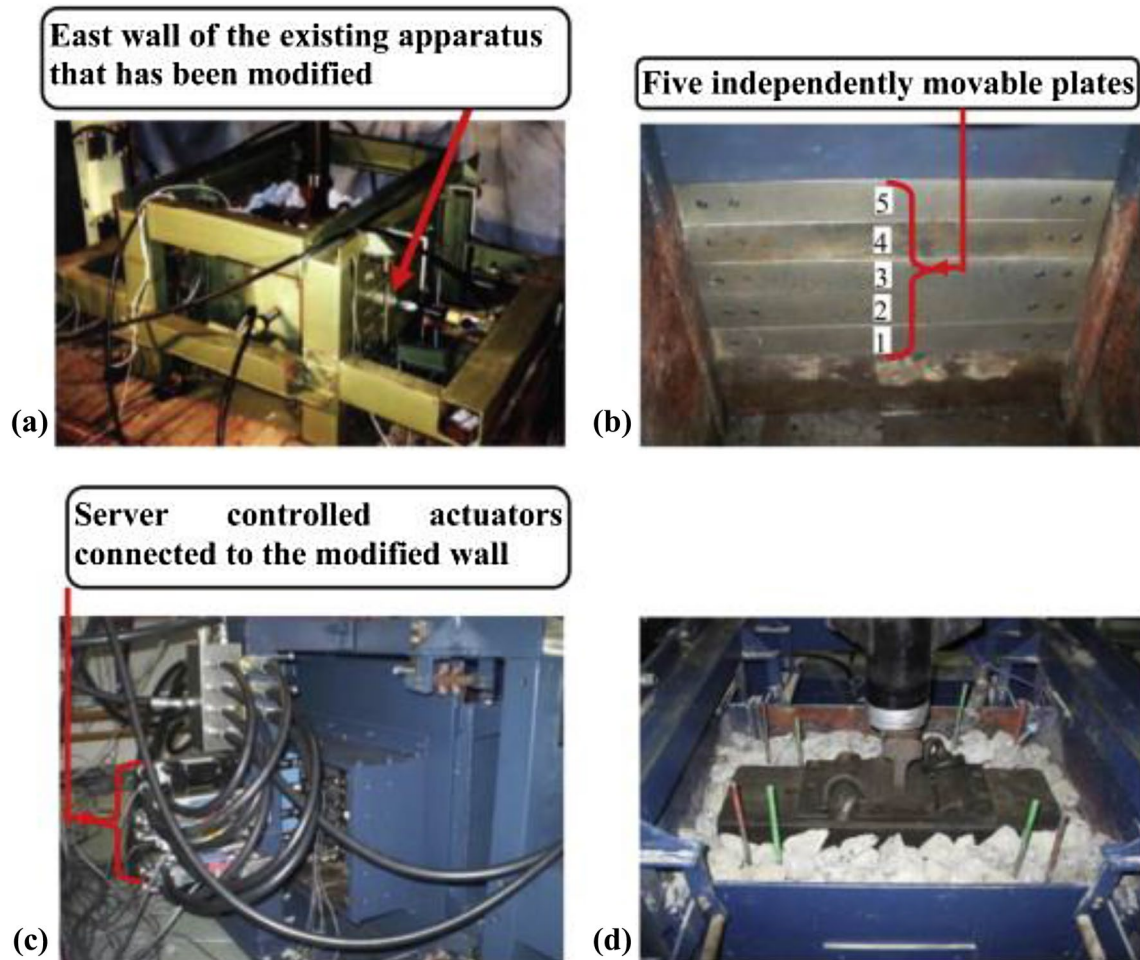 East wall of the existing apparatus
that has been modified
Five independently movable plates
5
4
3
2
1
(a)
(b)
Server controlled actuators
connected to the modified wall
(c)
(d)